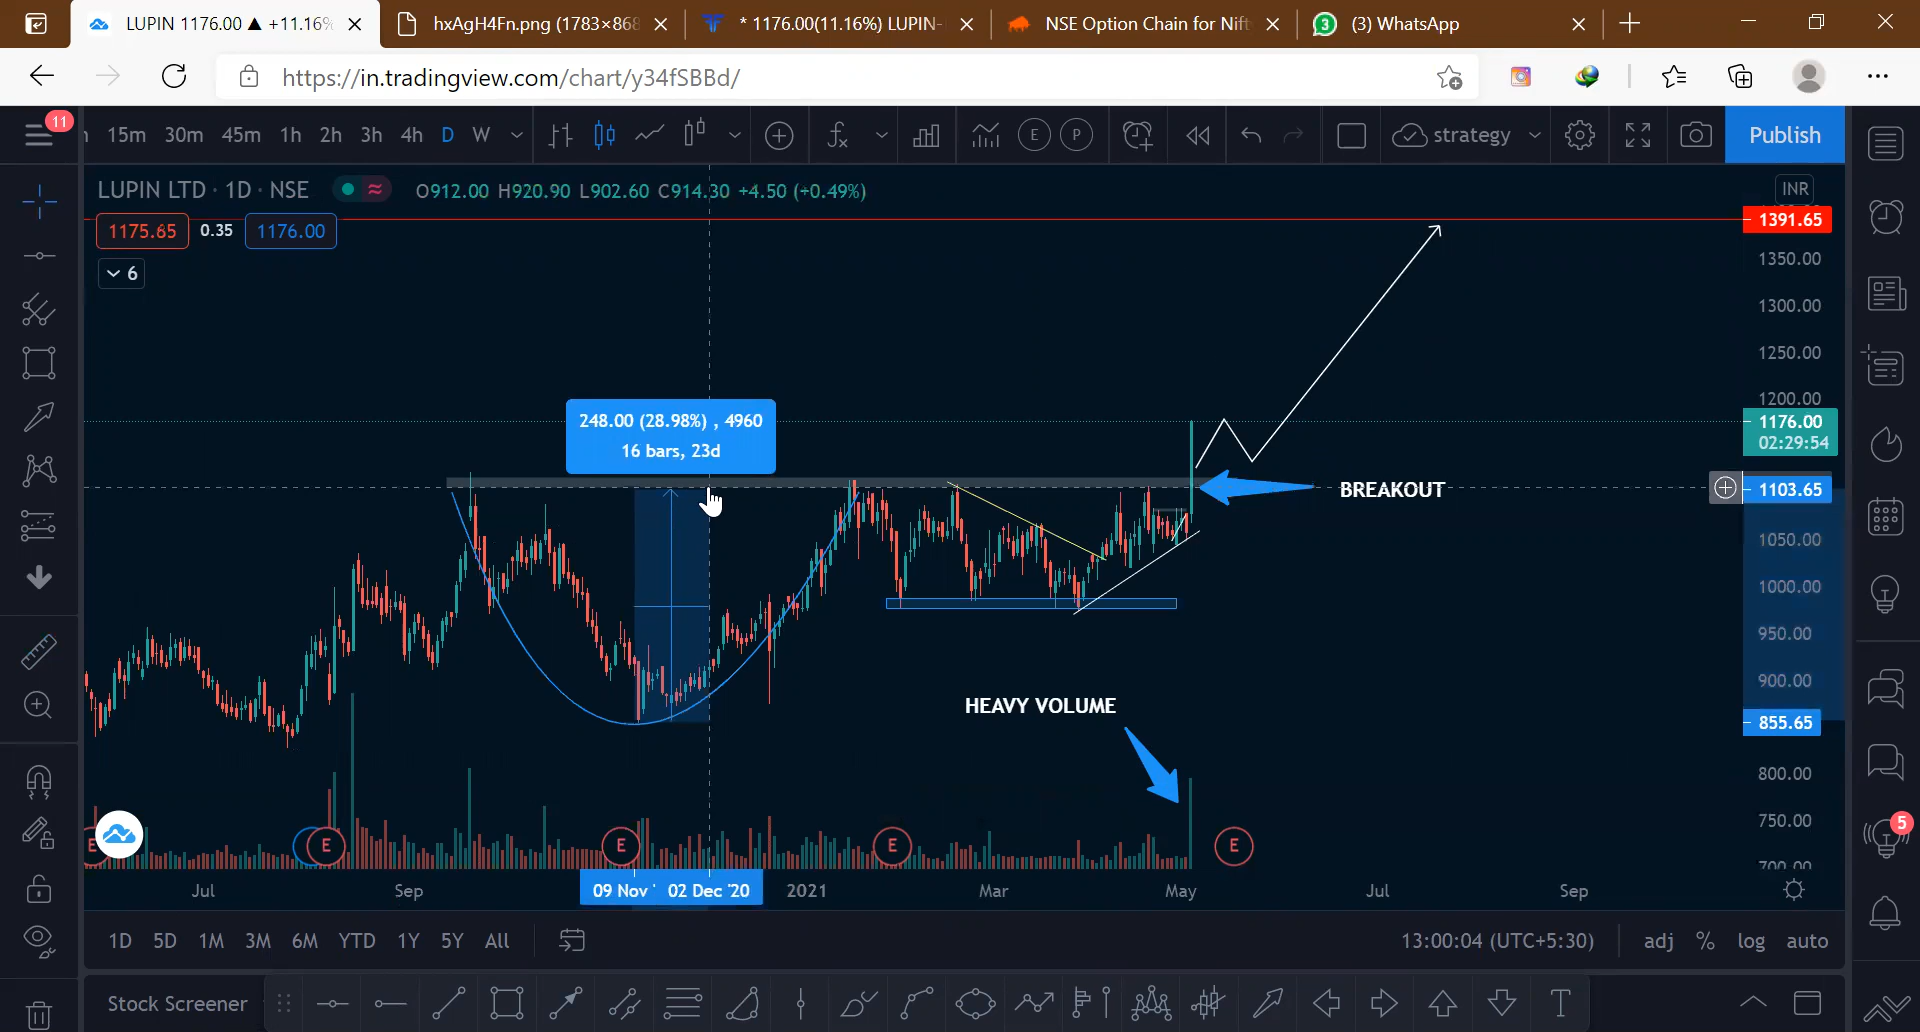 LUPIN 1176.00 ▲ +11.16%
hxAgH4Fn.png (1783×868
* 1176.00(11.16%) LUPIN-
NSE Option Chain for Nift
3
(3) WhatsApp
https://in.tradingview.com/chart/y34fSBBd/
11
15m 30m 45m 1h 2h 3h 4h D W
E P
strategy
Publish
LUPIN LTD · 1D · NSE
O912.00 H920.90 L902.60 C914.30 +4.50 (+0.49%)
INR
1175.65 0.35 1176.00
1391.65
6
1350.00
1300.00
1250.00
1200.00
248.00 (28.98%) , 4960
16 bars, 23d
1176.00
02:29:54
BREAKOUT
1103.65
1050.00
1000.00
950.00
900.00
HEAVY VOLUME
855.65
800.00
750.00
700.00
5
E E E E E
Jul Sep 09 Nov ' 02 Dec '20 2021 Mar May Jul Sep
1D 5D 1M 3M 6M YTD 1Y 5Y All
13:00:04 (UTC+5:30) adj % log auto
Stock Screener
T